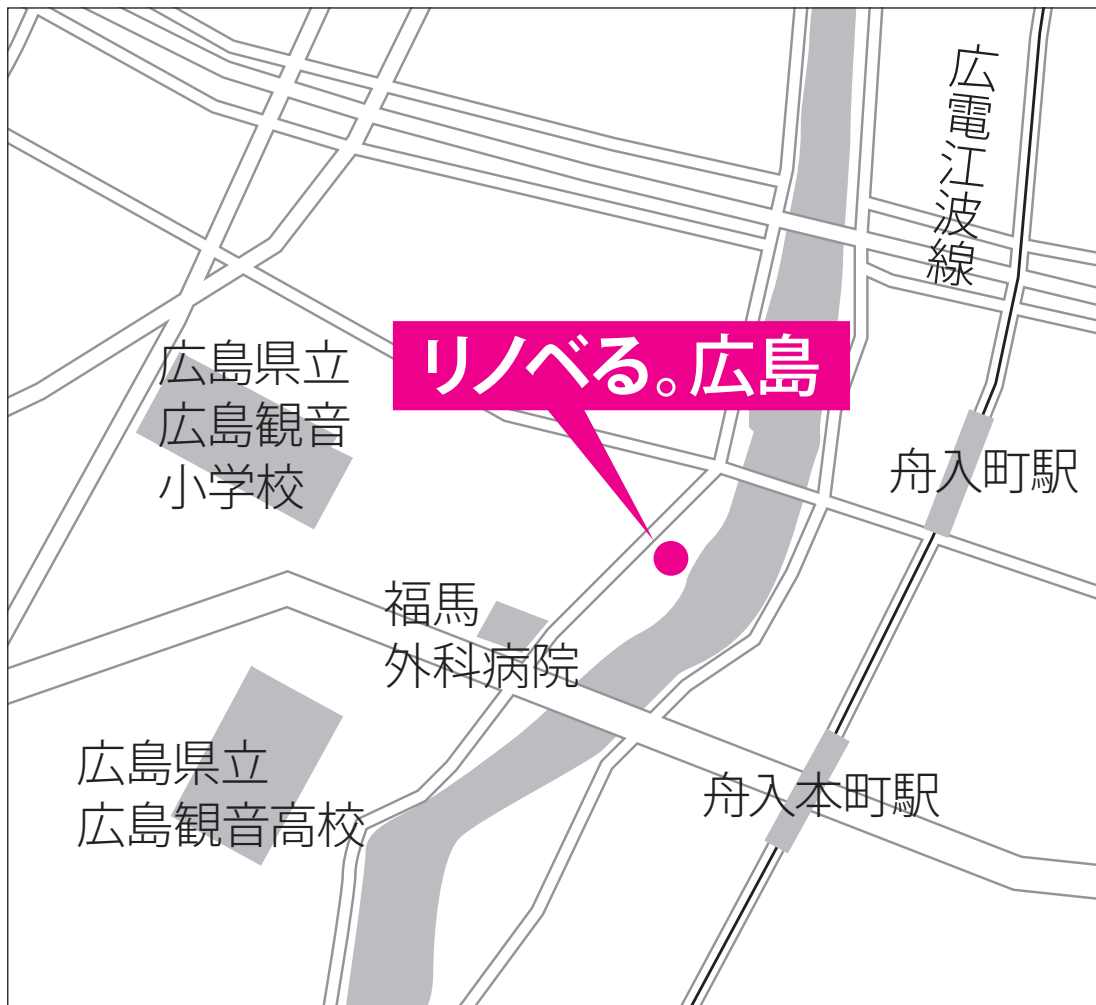 広電江波線
リノベる。広島
広島県立
広島観音
小学校
舟入町駅
福馬
外科病院
広島県立
広島観音高校
舟入本町駅